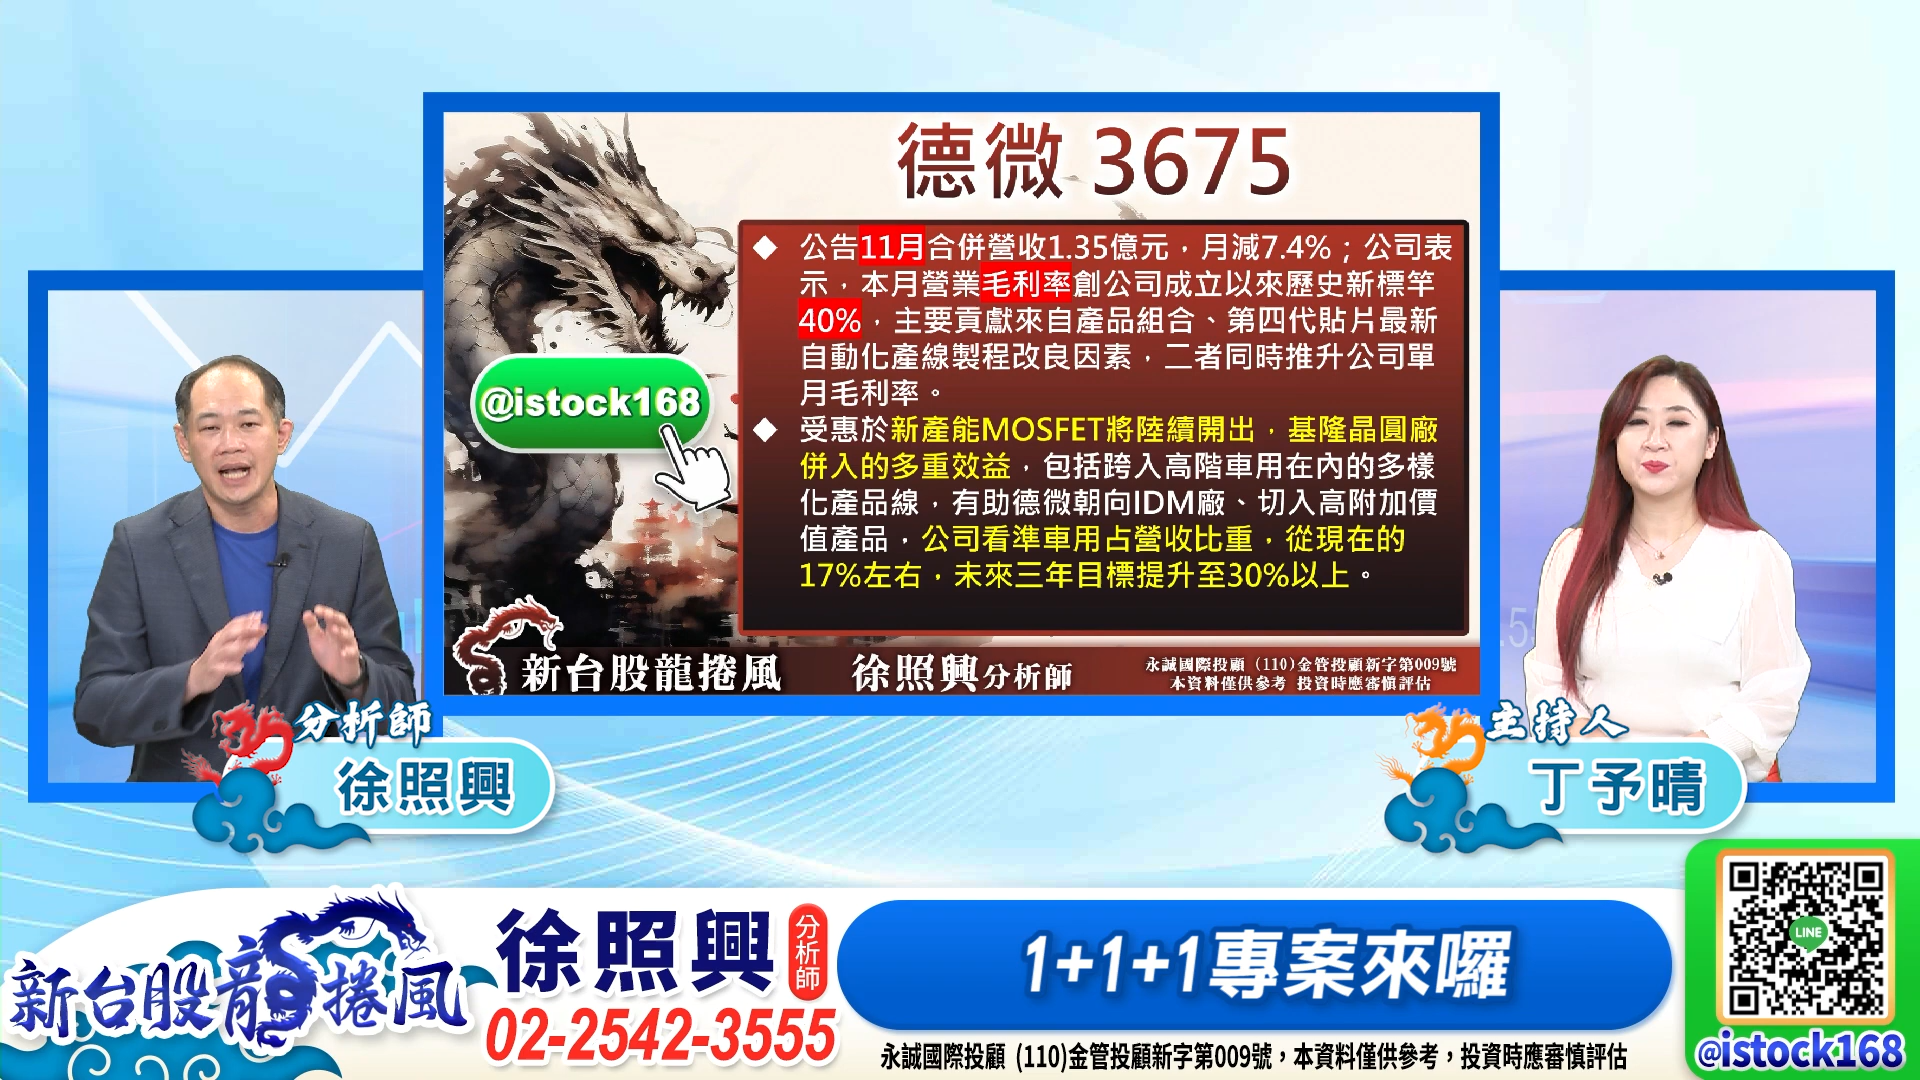 德微 3675
◆ 公告11月合併營收1.35億元，月減7.4%；公司表
示，本月營業毛利率創公司成立以來歷史新標竿
40%，主要貢獻來自產品組合、第四代貼片最新
自動化產線製程改良因素，二者同時推升公司單
月毛利率。
◆ 受惠於新產能MOSFET將陸續開出，基隆晶圓廠
併入的多重效益，包括跨入高階車用在內的多樣
化產品線，有助德微朝向IDM廠、切入高附加價
值產品，公司看準車用占營收比重，從現在的
17%左右，未來三年目標提升至30%以上。
@istock168
新台股龍捲風
徐照興分析師
永誠國際投顧 (110)金管投顧新字第009號
本資料僅供參考 投資時應審慎評估
分析師
徐照興
主持人
丁予晴
新台股龍捲風
徐照興
分析師
02-2542-3555
1+1+1專案來囉
永誠國際投顧 (110)金管投顧新字第009號，本資料僅供參考，投資時應審慎評估
LINE
@istock168